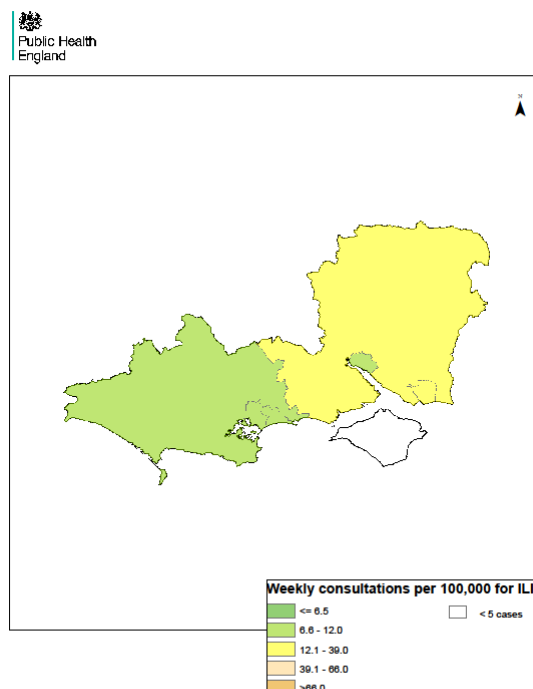 Public Health
England
N
Weekly consultations per 100,000 for ILI
<= 6.5
< 5 cases
6.6 - 12.0
12.1 - 39.0
39.1 - 66.0
>66.0